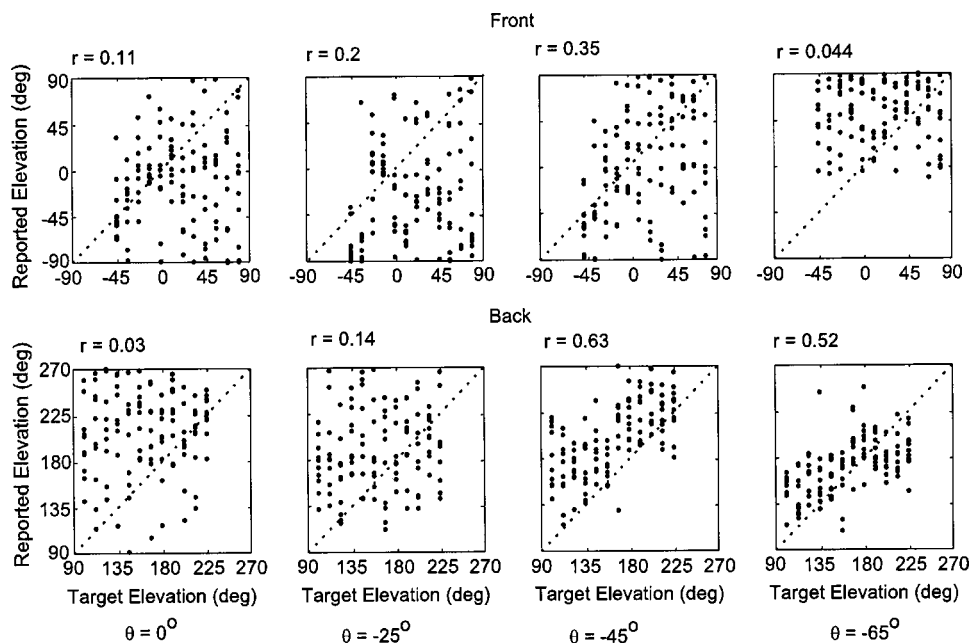 Front
r = 0.11
r = 0.2
r = 0.35
r = 0.044
Reported Elevation (deg)
90
45
0
-45
-90
-90 -45 0 45 90
-90 -45 0 45 90
-90 -45 0 45 90
-90 -45 0 45 90
Back
r = 0.03
r = 0.14
r = 0.63
r = 0.52
Reported Elevation (deg)
270
225
180
135
90
90 135 180 225 270
90 135 180 225 270
90 135 180 225 270
90 135 180 225 270
Target Elevation (deg)
Target Elevation (deg)
Target Elevation (deg)
Target Elevation (deg)
θ = 0°
θ = -25°
θ = -45°
θ = -65°